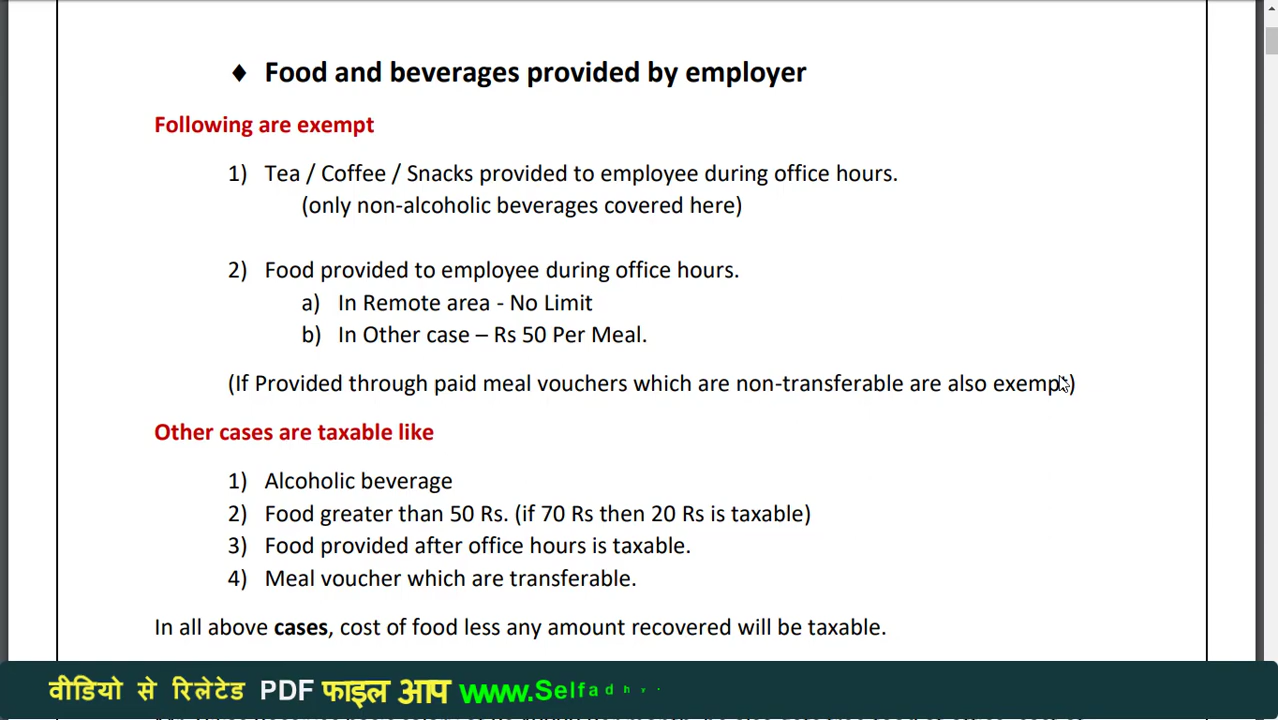 ♦ Food and beverages provided by employer
Following are exempt
1) Tea / Coffee / Snacks provided to employee during office hours.
(only non-alcoholic beverages covered here)
2) Food provided to employee during office hours.
a) In Remote area - No Limit
b) In Other case – Rs 50 Per Meal.
(If Provided through paid meal vouchers which are non-transferable are also exempt)
Other cases are taxable like
1) Alcoholic beverage
2) Food greater than 50 Rs. (if 70 Rs then 20 Rs is taxable)
3) Food provided after office hours is taxable.
4) Meal voucher which are transferable.
In all above cases, cost of food less any amount recovered will be taxable.
वीडियो से रिलेटेड PDF फाइल आप www.Selfadhy